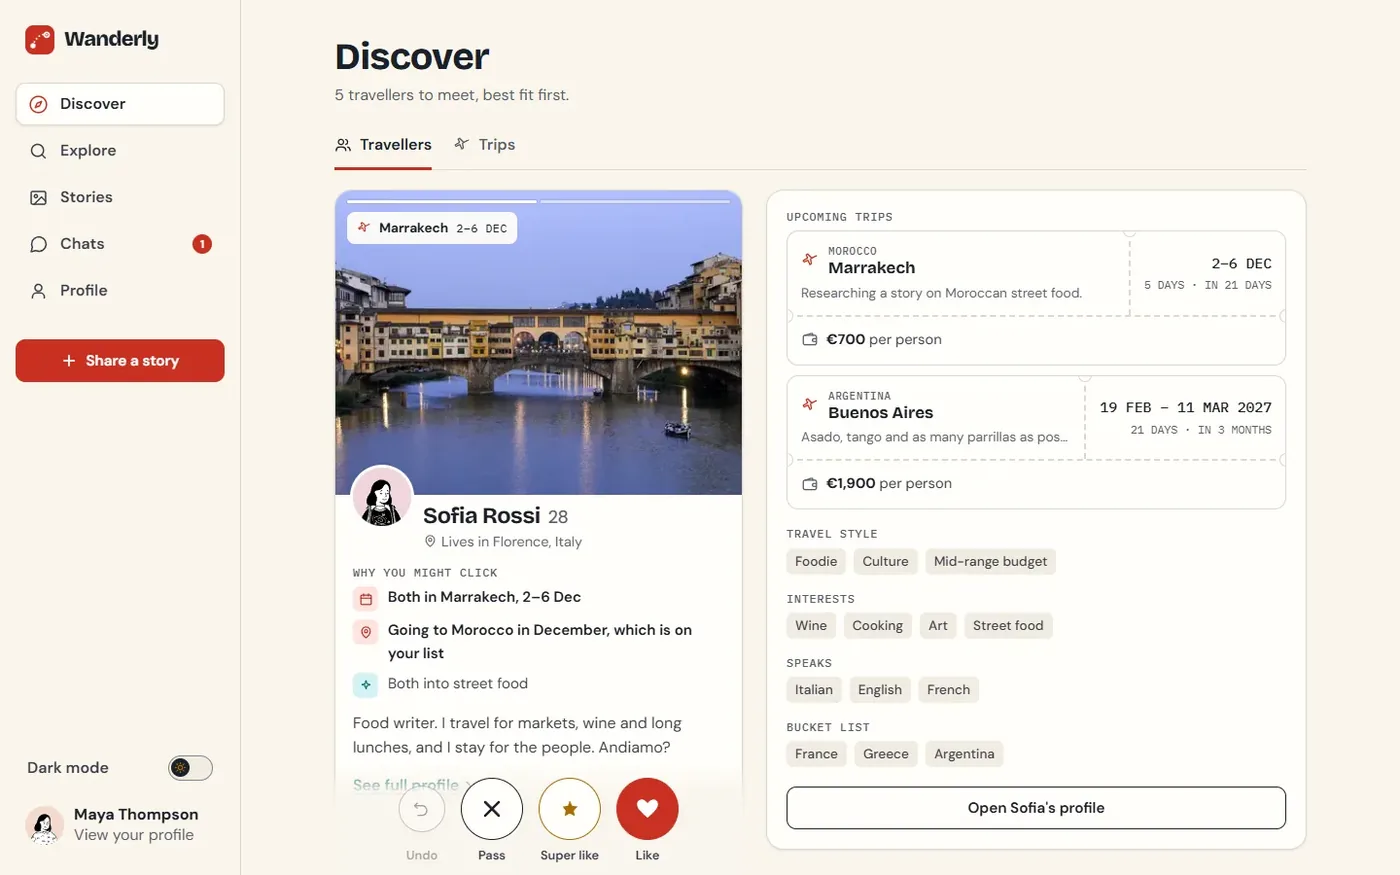 Wanderly
Discover
Explore
Stories
Chats
1
Profile
Share a story
Dark mode
Maya Thompson
View your profile
Discover
5 travellers to meet, best fit first.
Travellers
Trips
Marrakech 2–6 DEC
Sofia Rossi 28
Lives in Florence, Italy
WHY YOU MIGHT CLICK
Both in Marrakech, 2–6 Dec
Going to Morocco in December, which is on
your list
Both into street food
Food writer. I travel for markets, wine and long
lunches, and I stay for the people. Andiamo?
See full profile
Undo
Pass
Super like
Like
UPCOMING TRIPS
MOROCCO
Marrakech
Researching a story on Moroccan street food.
2–6 DEC
5 DAYS · IN 21 DAYS
€700 per person
ARGENTINA
Buenos Aires
Asado, tango and as many parrillas as pos…
19 FEB – 11 MAR 2027
21 DAYS · IN 3 MONTHS
€1,900 per person
TRAVEL STYLE
Foodie
Culture
Mid-range budget
INTERESTS
Wine
Cooking
Art
Street food
SPEAKS
Italian
English
French
BUCKET LIST
France
Greece
Argentina
Open Sofia's profile